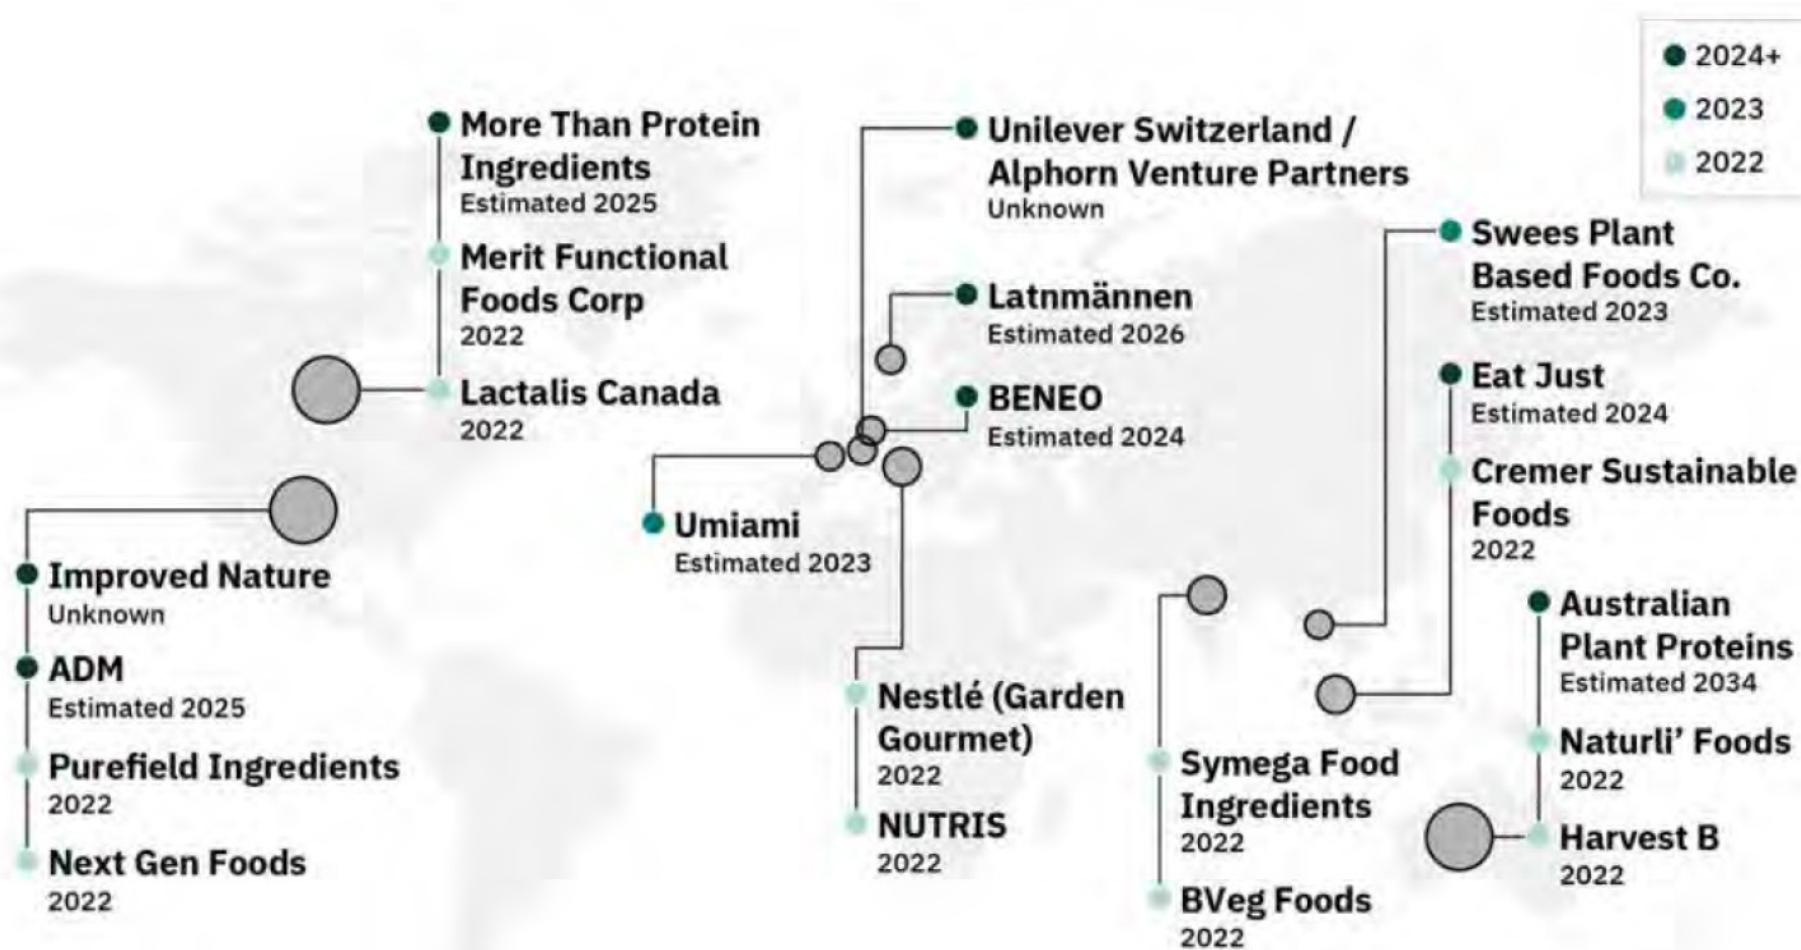 2024+
2023
2022
More Than Protein
Ingredients
Estimated 2025
Merit Functional
Foods Corp
2022
Lactalis Canada
2022
Improved Nature
Unknown
ADM
Estimated 2025
Purefield Ingredients
2022
Next Gen Foods
2022
Unilever Switzerland /
Alphorn Venture Partners
Unknown
Latnmännen
Estimated 2026
BENEO
Estimated 2024
Umiami
Estimated 2023
Nestlé (Garden
Gourmet)
2022
NUTRIS
2022
Swees Plant
Based Foods Co.
Estimated 2023
Eat Just
Estimated 2024
Cremer Sustainable
Foods
2022
Symega Food
Ingredients
2022
BVeg Foods
2022
Australian
Plant Proteins
Estimated 2034
Naturli’ Foods
2022
Harvest B
2022